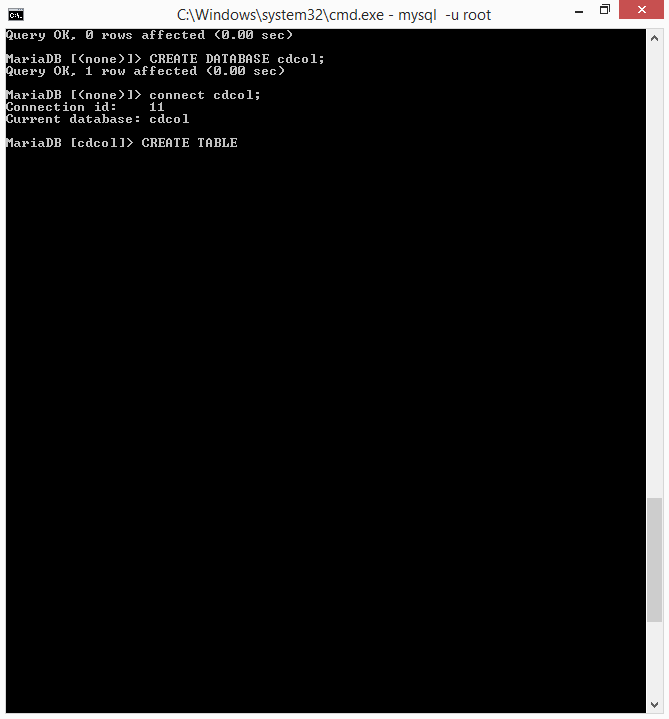 C:\Windows\system32\cmd.exe - mysql  -u root
Query OK, 0 rows affected (0.00 sec)
MariaDB [(none)]> CREATE DATABASE cdcol;
Query OK, 1 row affected (0.00 sec)
MariaDB [(none)]> connect cdcol;
Connection id:    11
Current database: cdcol
MariaDB [cdcol]> CREATE TABLE